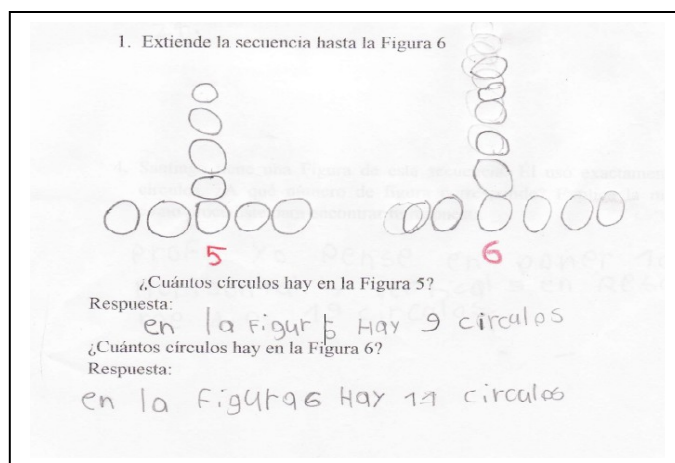 1. Extiende la secuencia hasta la Figura 6
5
6
¿Cuántos círculos hay en la Figura 5?
Respuesta:
en la Figur 5 Hay 9 circulos
¿Cuántos círculos hay en la Figura 6?
Respuesta:
en la Figura 6 Hay 11 circulos